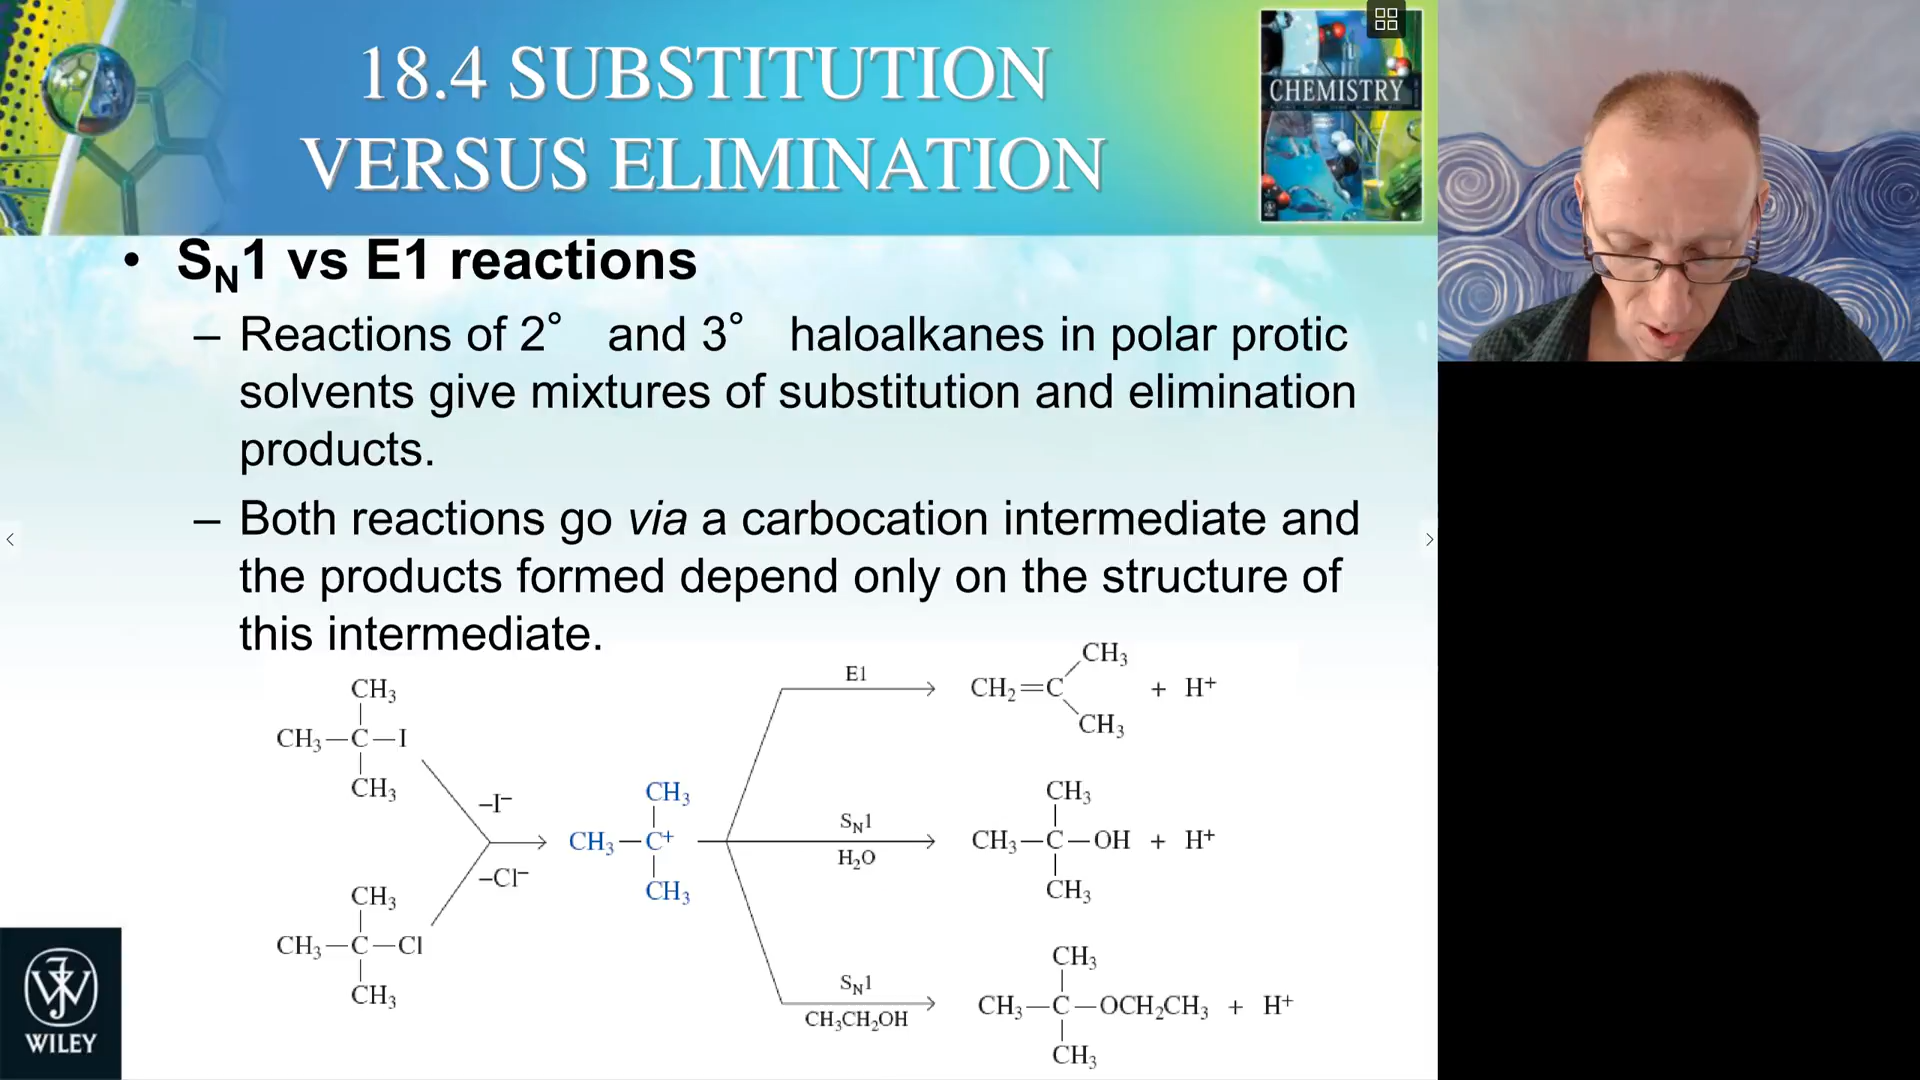 18.4 SUBSTITUTION
VERSUS ELIMINATION
CHEMISTRY
• S_N1 vs E1 reactions
– Reactions of 2° and 3° haloalkanes in polar protic
solvents give mixtures of substitution and elimination
products.
– Both reactions go via a carbocation intermediate and
the products formed depend only on the structure of
this intermediate.
CH₃
CH₃—C—I
CH₃
–I⁻
–Cl⁻
CH₃
CH₃—C—Cl
CH₃
CH₃
CH₃—C⁺
CH₃
E1
CH₃
CH₂=C + H⁺
CH₃
S_N1
H₂O
CH₃
CH₃—C—OH + H⁺
CH₃
S_N1
CH₃CH₂OH
CH₃
CH₃—C—OCH₂CH₃ + H⁺
CH₃
WILEY